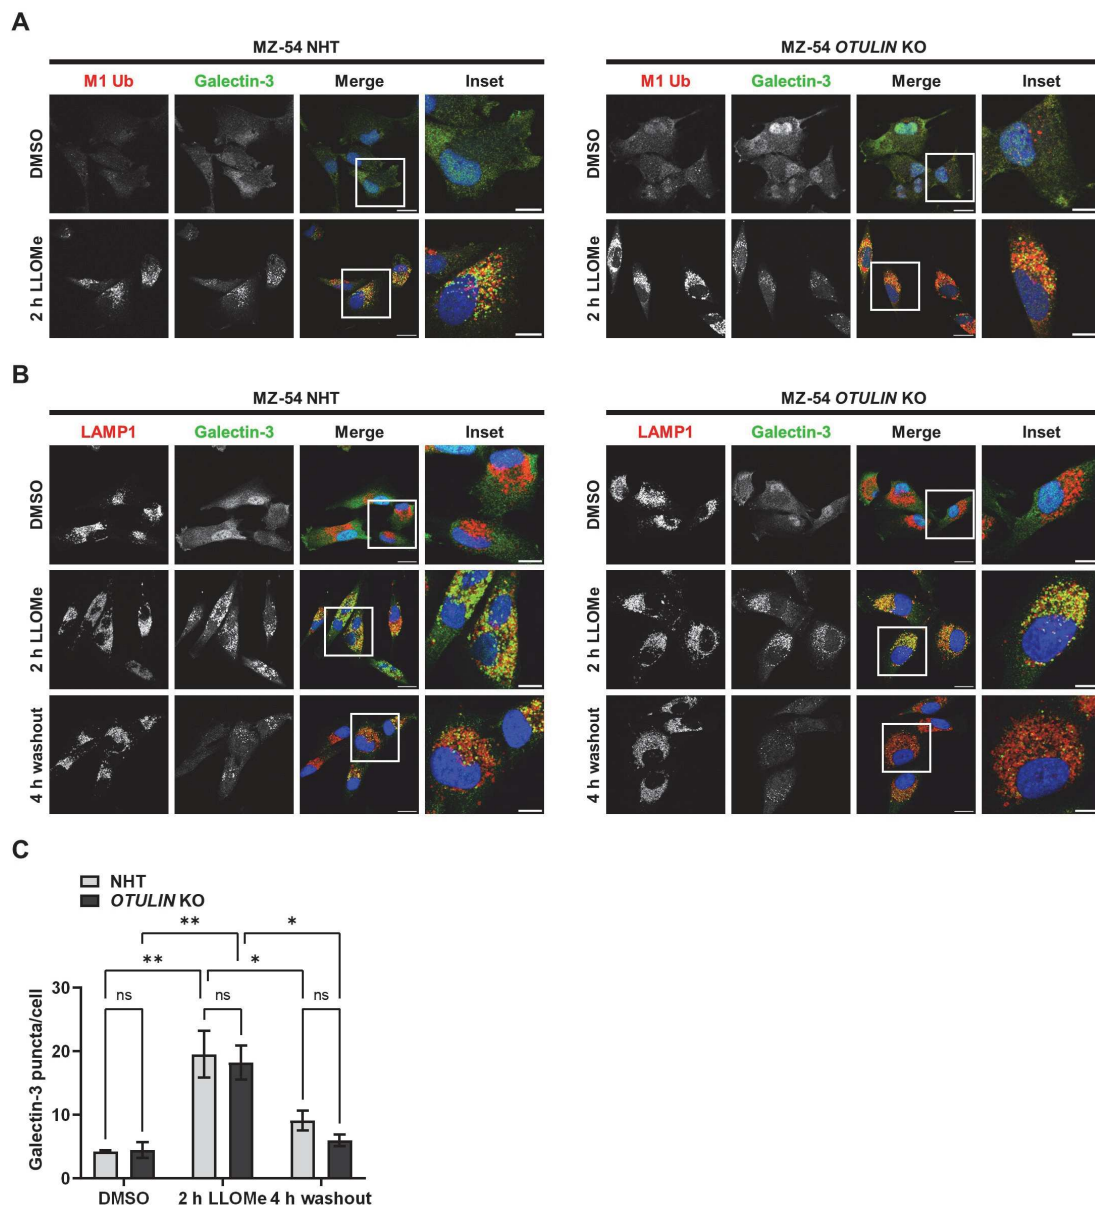 A
MZ-54 NHT
MZ-54 OTULIN KO
M1 Ub Galectin-3 Merge Inset
M1 Ub Galectin-3 Merge Inset
DMSO
DMSO
2 h LLOMe
2 h LLOMe
B
MZ-54 NHT
MZ-54 OTULIN KO
LAMP1 Galectin-3 Merge Inset
LAMP1 Galectin-3 Merge Inset
DMSO
DMSO
2 h LLOMe
2 h LLOMe
4 h washout
4 h washout
C
NHT
OTULIN KO
** *
** *
ns ns ns
Galectin-3 puncta/cell
30
20
10
0
DMSO 2 h LLOMe 4 h washout